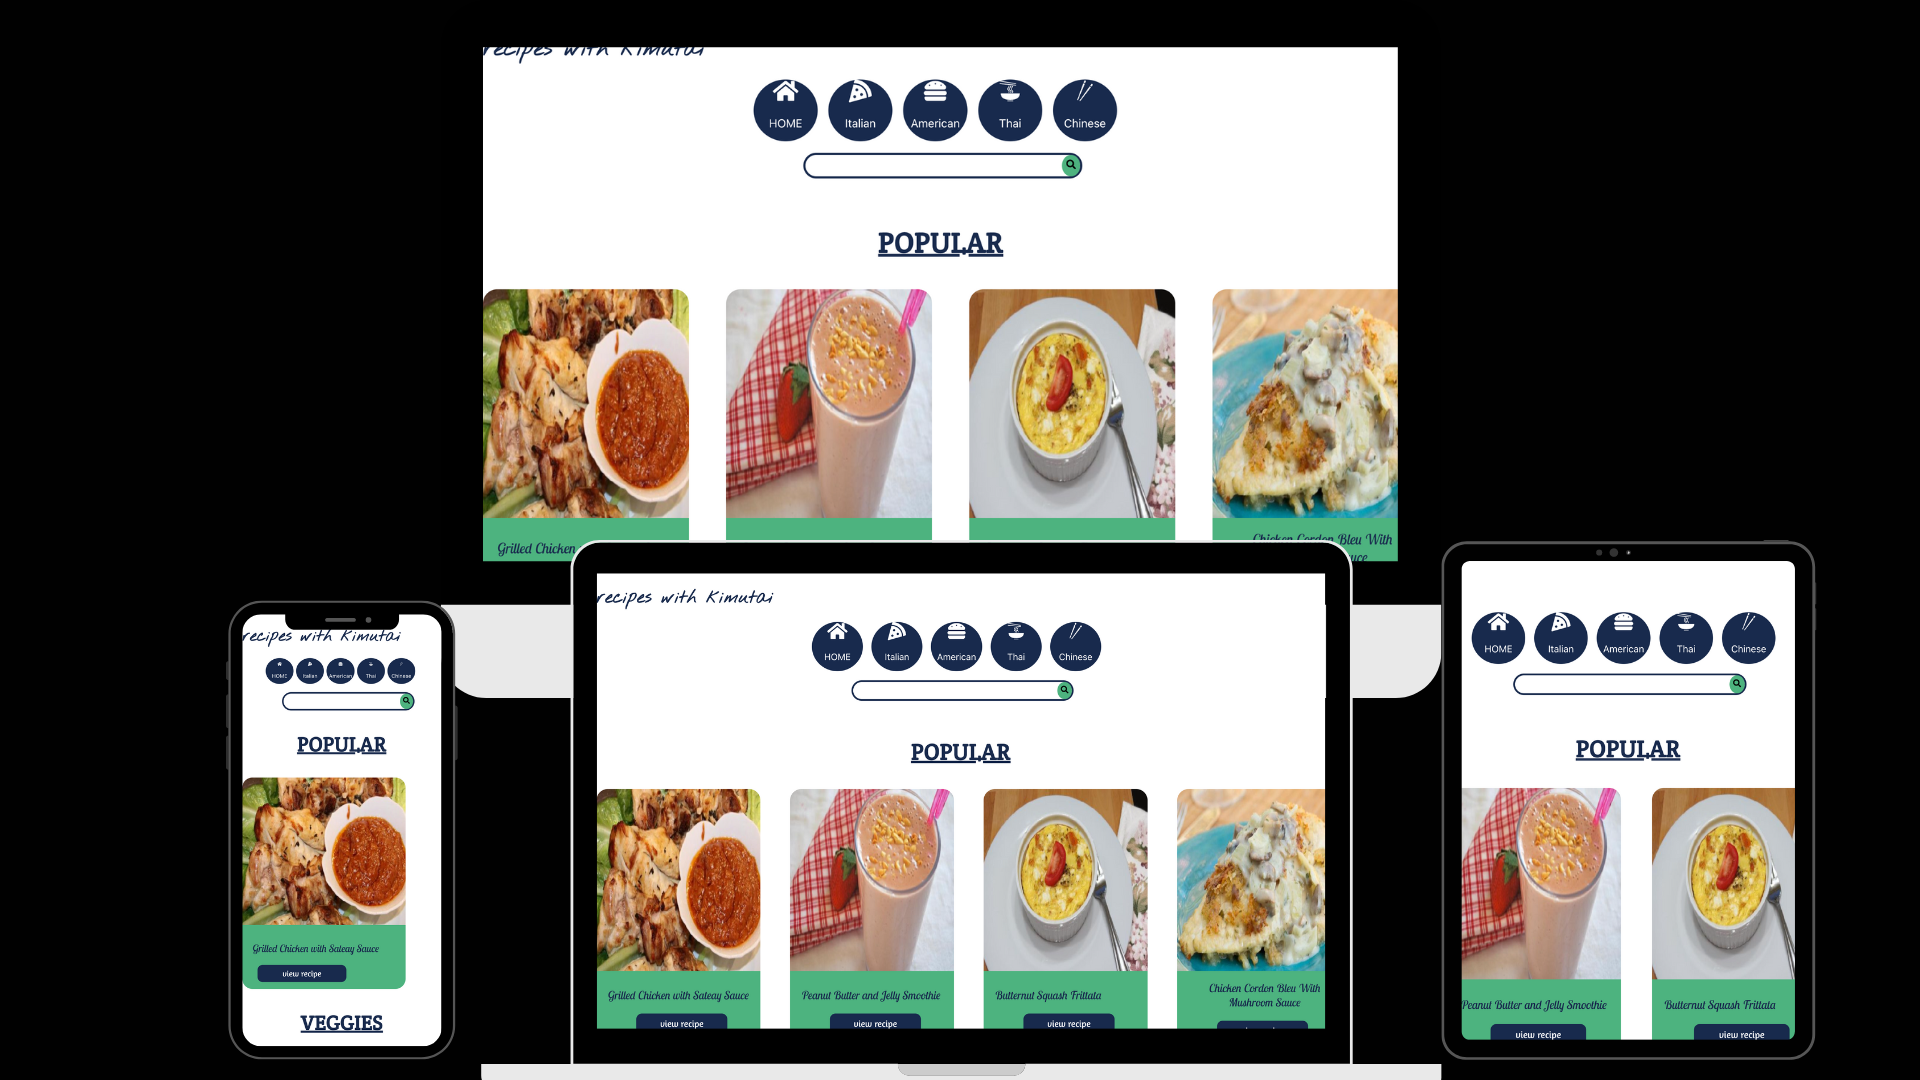 recipes with Kimutai
HOME Italian American Thai Chinese
POPULAR
Grilled Chicken
Chicken Cordon Bleu With
recipes with Kimutai
HOME Italian American Thai Chinese
POPULAR
Grilled Chicken with Sateay Sauce
view recipe
VEGGIES
recipes with Kimutai
HOME Italian American Thai Chinese
POPULAR
Grilled Chicken with Sateay Sauce
Peanut Butter and Jelly Smoothie
Butternut Squash Frittata
Chicken Cordon Bleu With
Mushroom Sauce
view recipe
view recipe
view recipe
HOME Italian American Thai Chinese
POPULAR
Peanut Butter and Jelly Smoothie
Butternut Squash Frittata
view recipe
view recipe